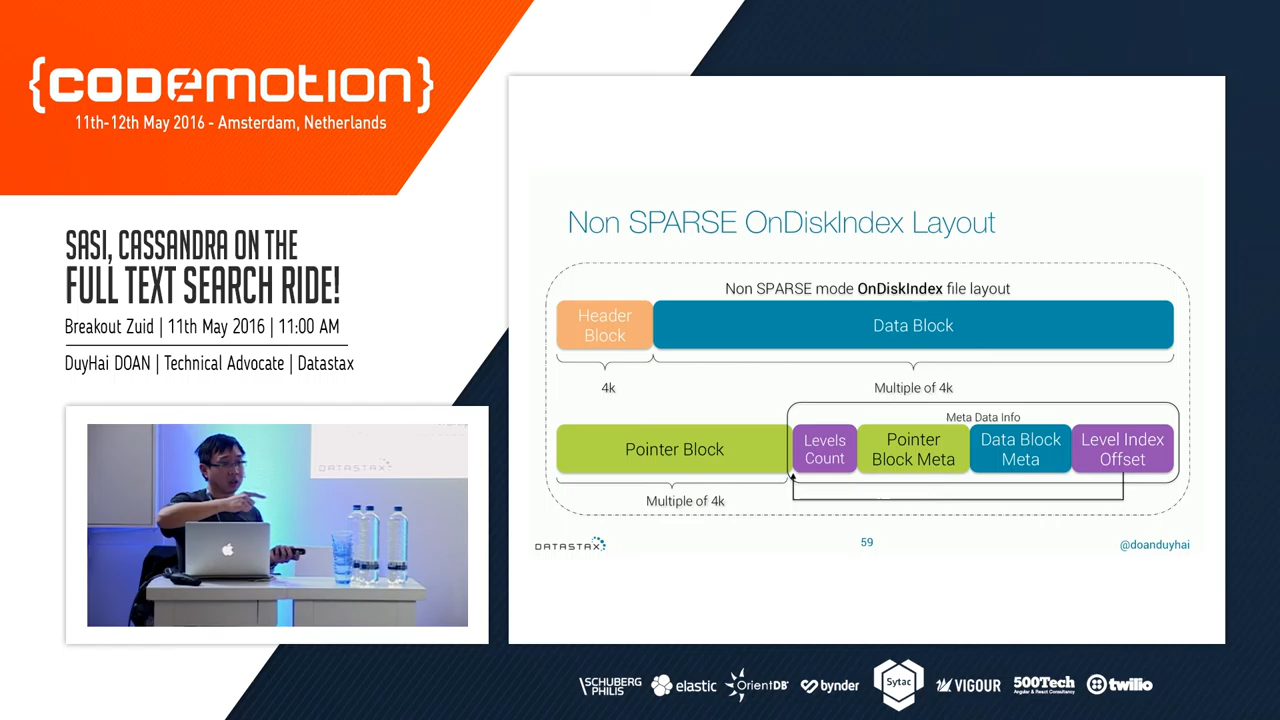 {CODEMOTION}
11th-12th May 2016 - Amsterdam, Netherlands
SASI, CASSANDRA ON THE
FULL TEXT SEARCH RIDE!
Breakout Zuid | 11th May 2016 | 11:00 AM
DuyHai DOAN | Technical Advocate | Datastax
DATASTAX
Non SPARSE OnDiskIndex Layout
Non SPARSE mode OnDiskIndex file layout
Header
Block
Data Block
4k
Multiple of 4k
Meta Data Info
Pointer Block
Levels
Count
Pointer
Block Meta
Data Block
Meta
Level Index
Offset
Multiple of 4k
DATASTAX
59
@doanduyhai
SCHUBERG
PHILIS
elastic
OrientDB
bynder
Sytac
VIGOUR
500Tech
Angular & React Consultancy
twilio